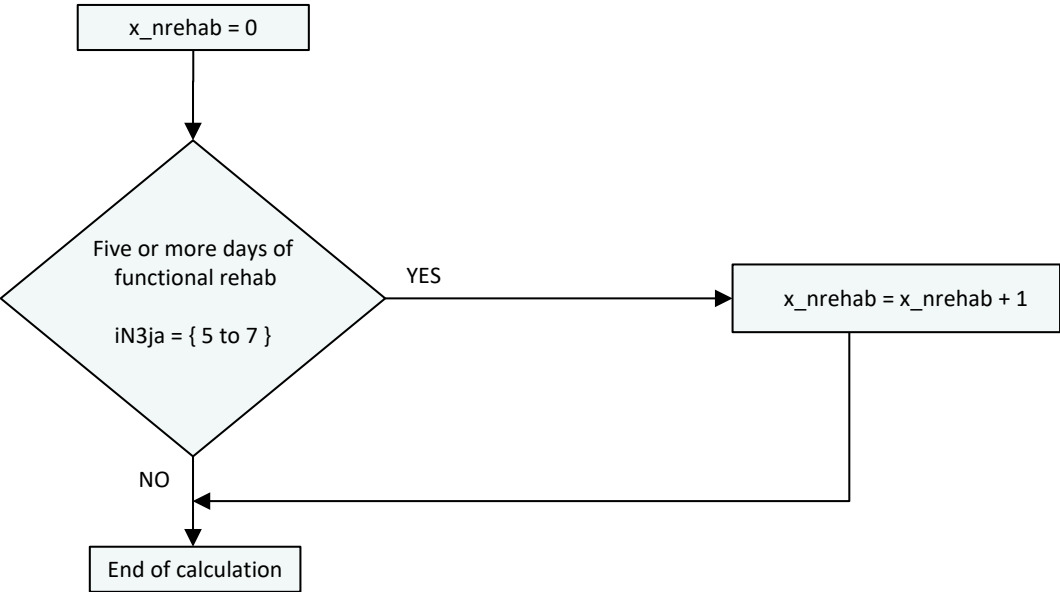 x_nrehab = 0
Five or more days of
functional rehab
iN3ja = { 5 to 7 }
YES
x_nrehab = x_nrehab + 1
NO
End of calculation